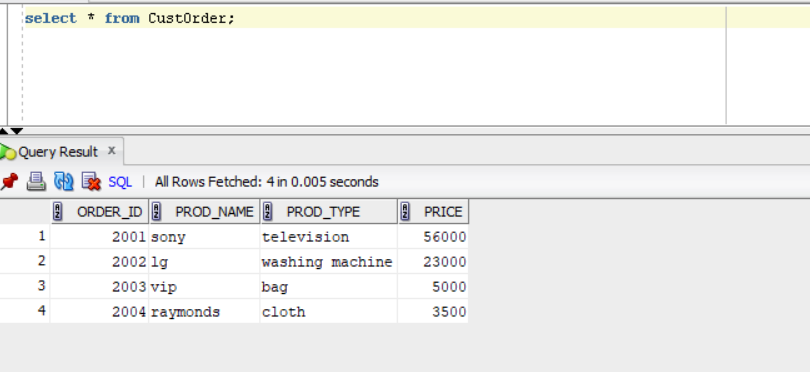 select * from CustOrder;
Query Result x
SQL | All Rows Fetched: 4 in 0.005 seconds
ORDER_ID PROD_NAME PROD_TYPE PRICE
1 2001 sony television 56000
2 2002 lg washing machine 23000
3 2003 vip bag 5000
4 2004 raymonds cloth 3500